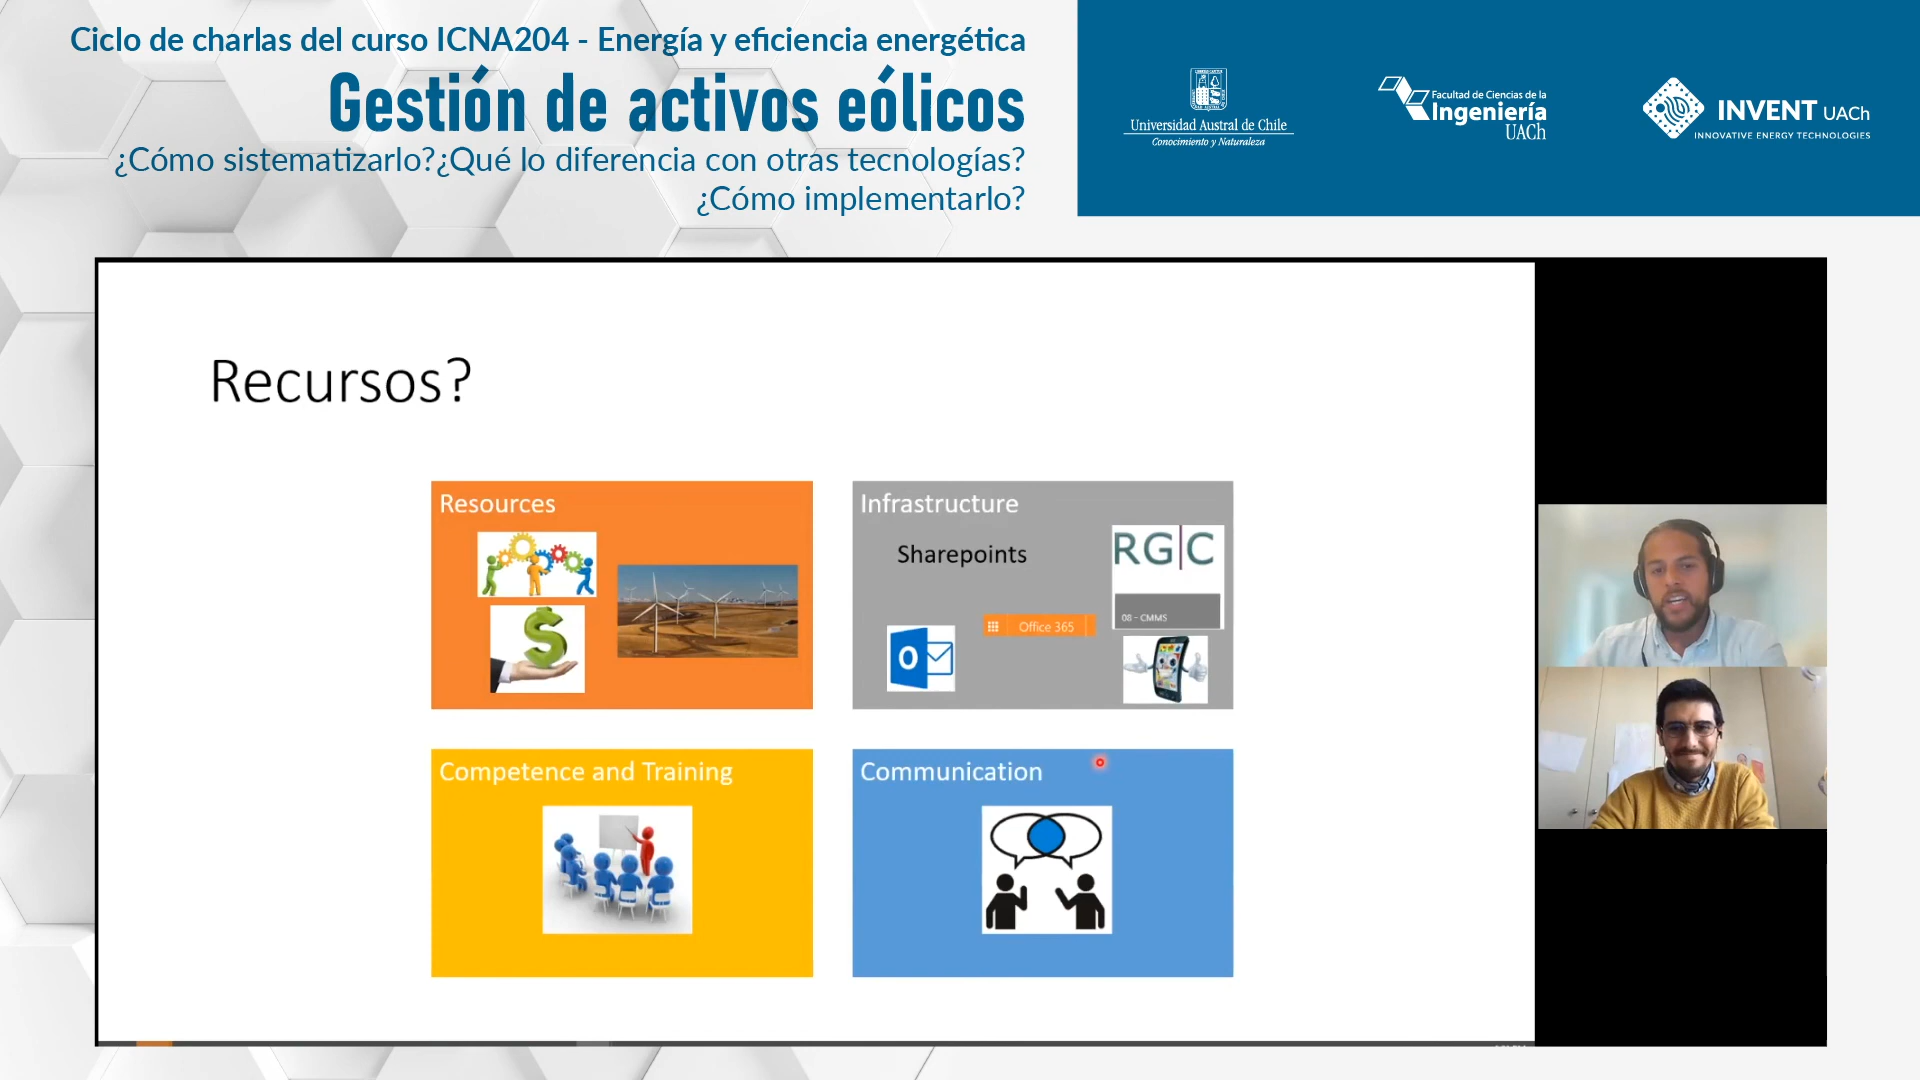 Ciclo de charlas del curso ICNA204 - Energía y eficiencia energética
Gestión de activos eólicos
¿Cómo sistematizarlo?¿Qué lo diferencia con otras tecnologías?
¿Cómo implementarlo?
Universidad Austral de Chile
Conocimiento y Naturaleza
Facultad de Ciencias de la
Ingeniería
UACh
INVENT UACh
INNOVATIVE ENERGY TECHNOLOGIES
Recursos?
Resources
Infrastructure
Sharepoints
RG|C
Office 365
08 - CMMS
Competence and Training
Communication